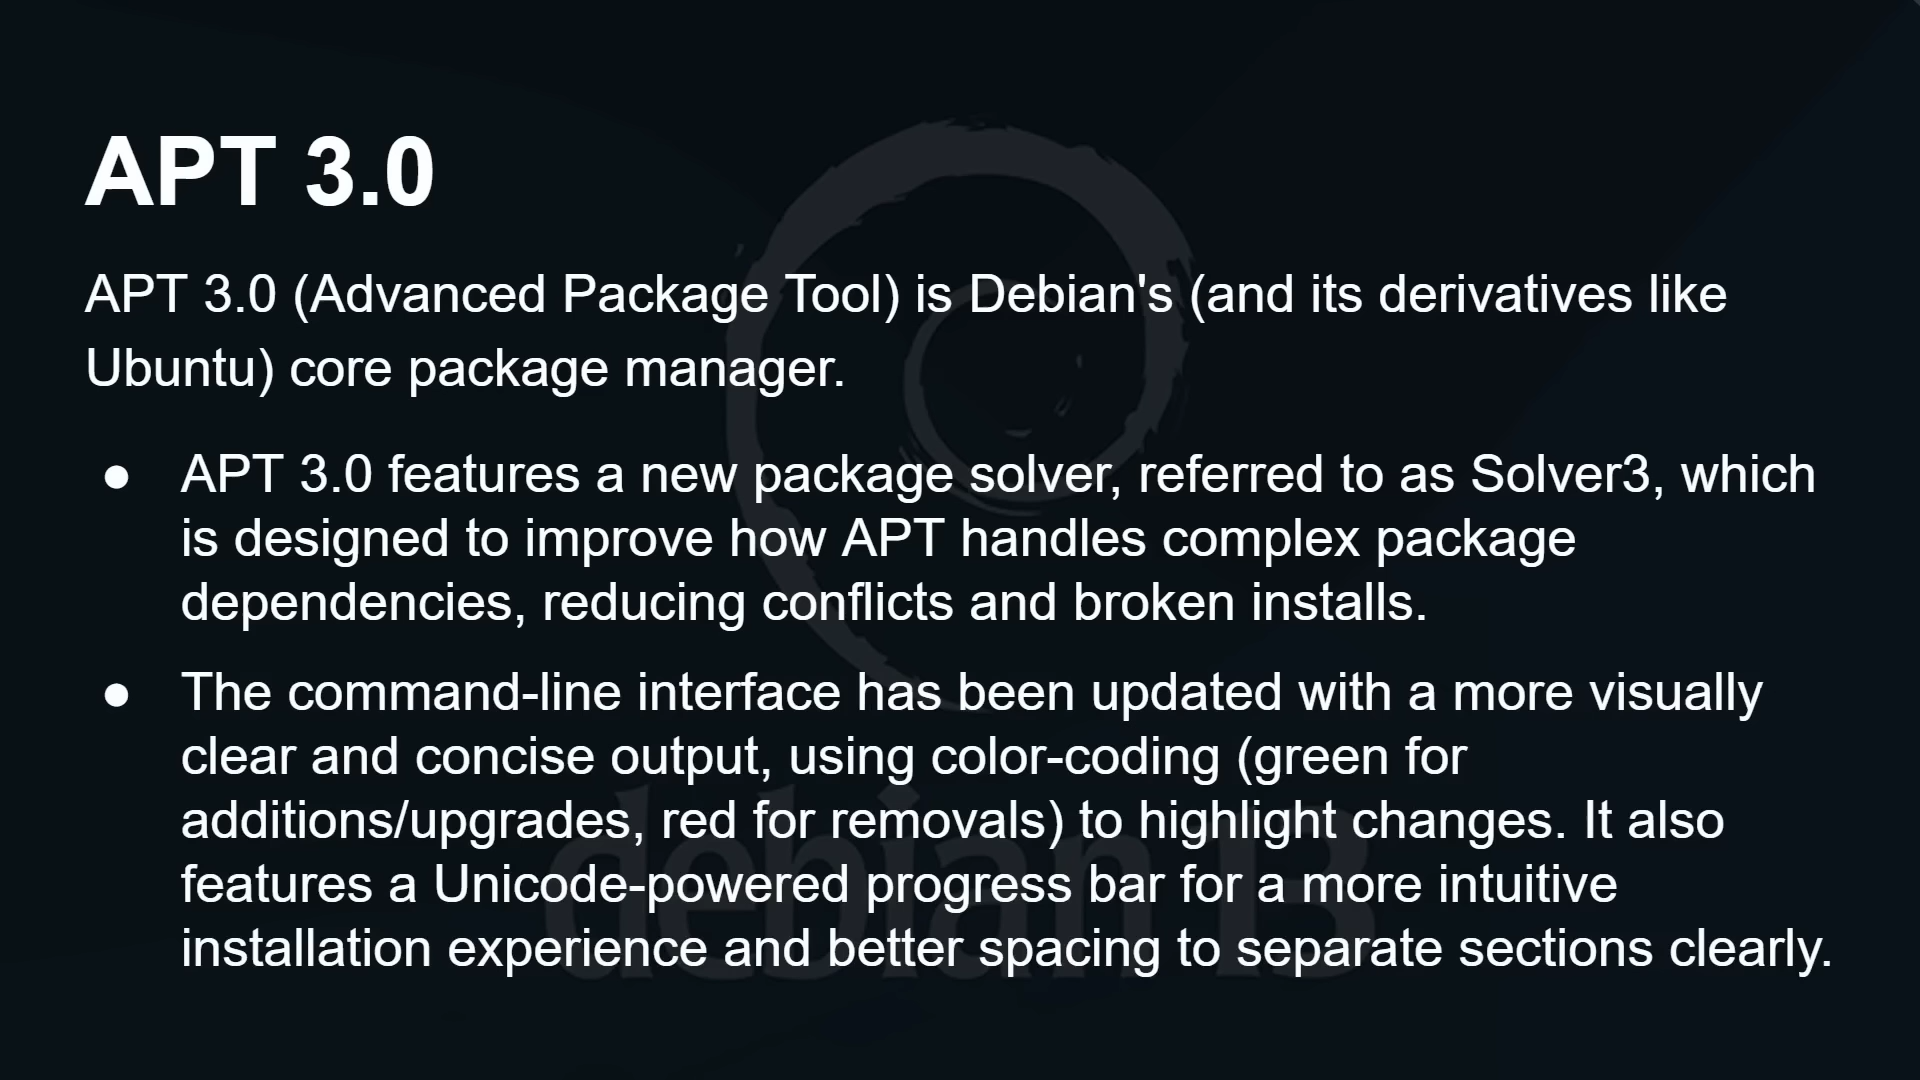 APT 3.0
APT 3.0 (Advanced Package Tool) is Debian's (and its derivatives like
Ubuntu) core package manager.
● APT 3.0 features a new package solver, referred to as Solver3, which
is designed to improve how APT handles complex package
dependencies, reducing conflicts and broken installs.
● The command-line interface has been updated with a more visually
clear and concise output, using color-coding (green for
additions/upgrades, red for removals) to highlight changes. It also
features a Unicode-powered progress bar for a more intuitive
installation experience and better spacing to separate sections clearly.
debian 13